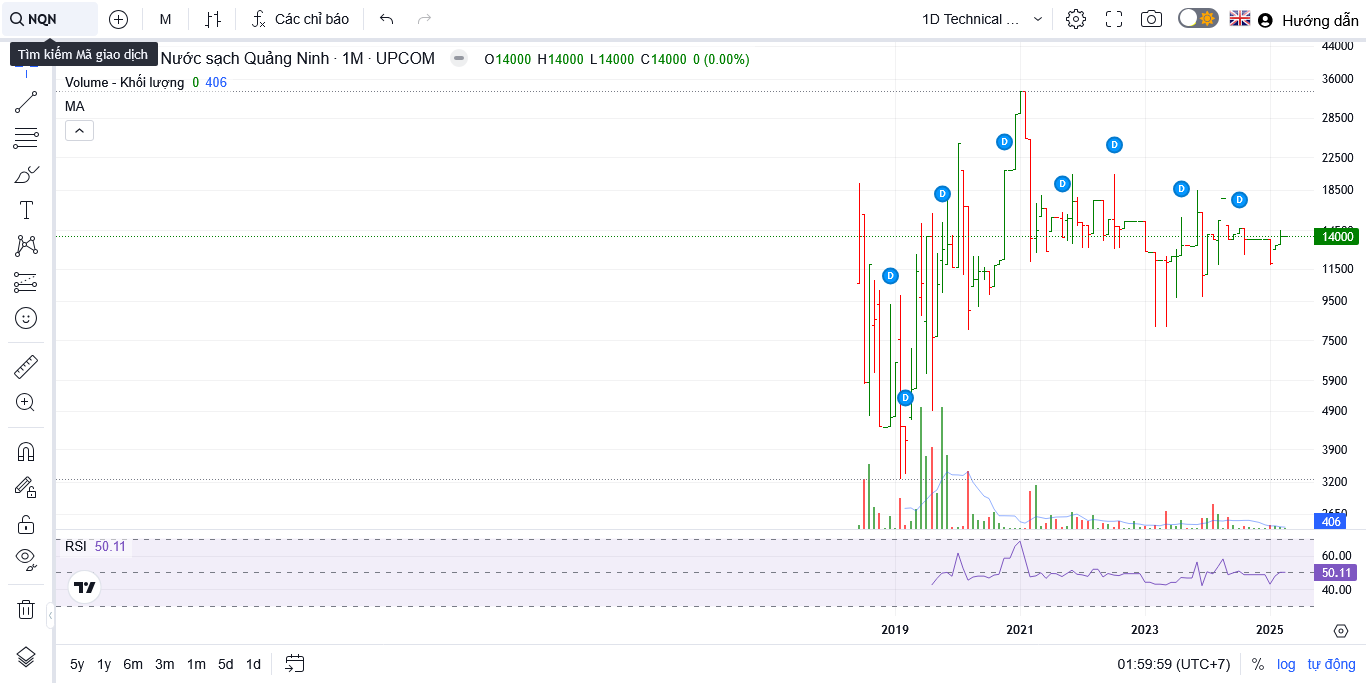 NQN
M
Các chỉ báo
1D Technical ...
Hướng dẫn
Tìm kiếm Mã giao dịch
Nước sạch Quảng Ninh · 1M · UPCOM
O14000 H14000 L14000 C14000 0 (0.00%)
Volume - Khối lượng 0 406
MA
44000
36000
28500
22500
18500
14000
11500
9500
7500
5900
4900
3900
3200
406
D
D
D
D
D
D
D
D
RSI 50.11
60.00
50.11
40.00
2019
2021
2023
2025
5y 1y 6m 3m 1m 5d 1d
01:59:59 (UTC+7)
% log tự động